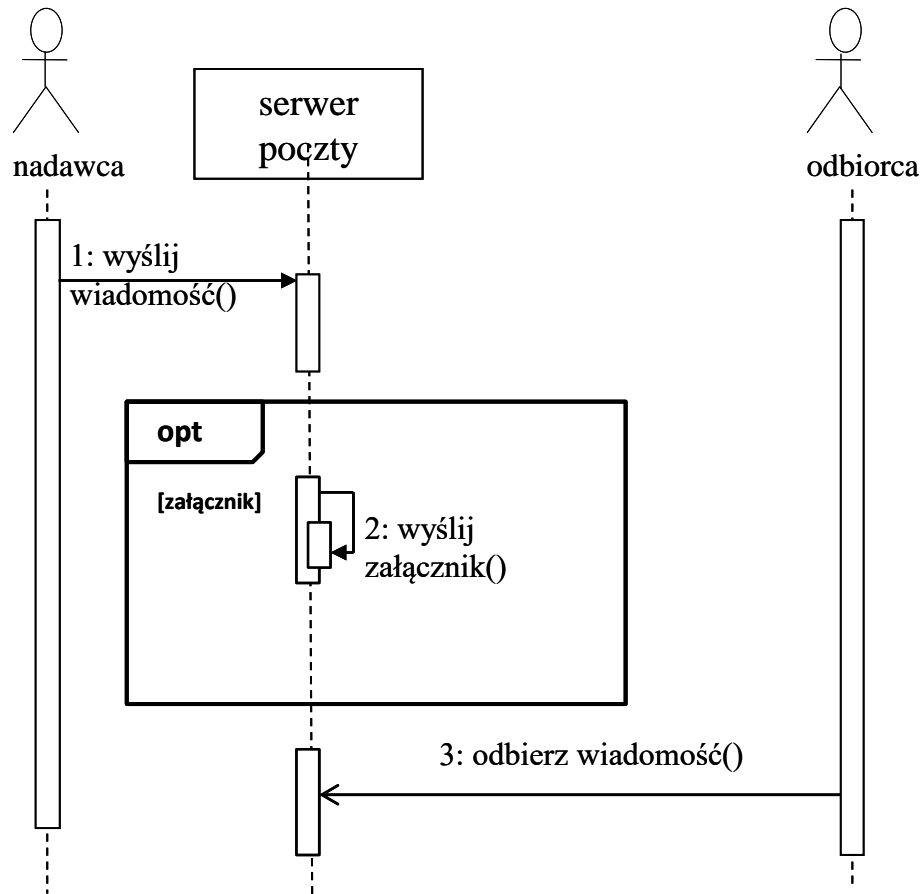 serwer
poczty
nadawca
odbiorca
1: wyślij
wiadomość()
opt
[załącznik]
2: wyślij
załącznik()
3: odbierz wiadomość()